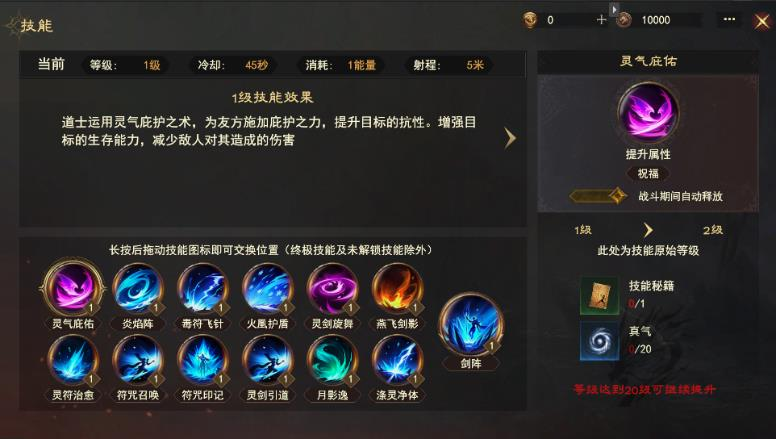 技能
0
10000
当前
等级: 1级
冷却: 45秒
消耗: 1能量
射程: 5米
1级技能效果
道士运用灵气庇护之术，为友方施加庇护之力，提升目标的抗性。增强目
标的生存能力，减少敌人对其造成的伤害
长按后拖动技能图标即可交换位置（终极技能及未解锁技能除外）
1
1
1
1
1
1
灵气庇佑
炎焰阵
毒符飞针
火凰护盾
灵剑旋舞
燕飞剑影
1
剑阵
1
1
1
1
1
1
灵符治愈
符咒召唤
符咒印记
灵剑引道
月影逸
涤灵净体
灵气庇佑
提升属性
祝福
战斗期间自动释放
1级
2级
此处为技能原始等级
技能秘籍
0/1
真气
0/20
等级达到20级可继续提升